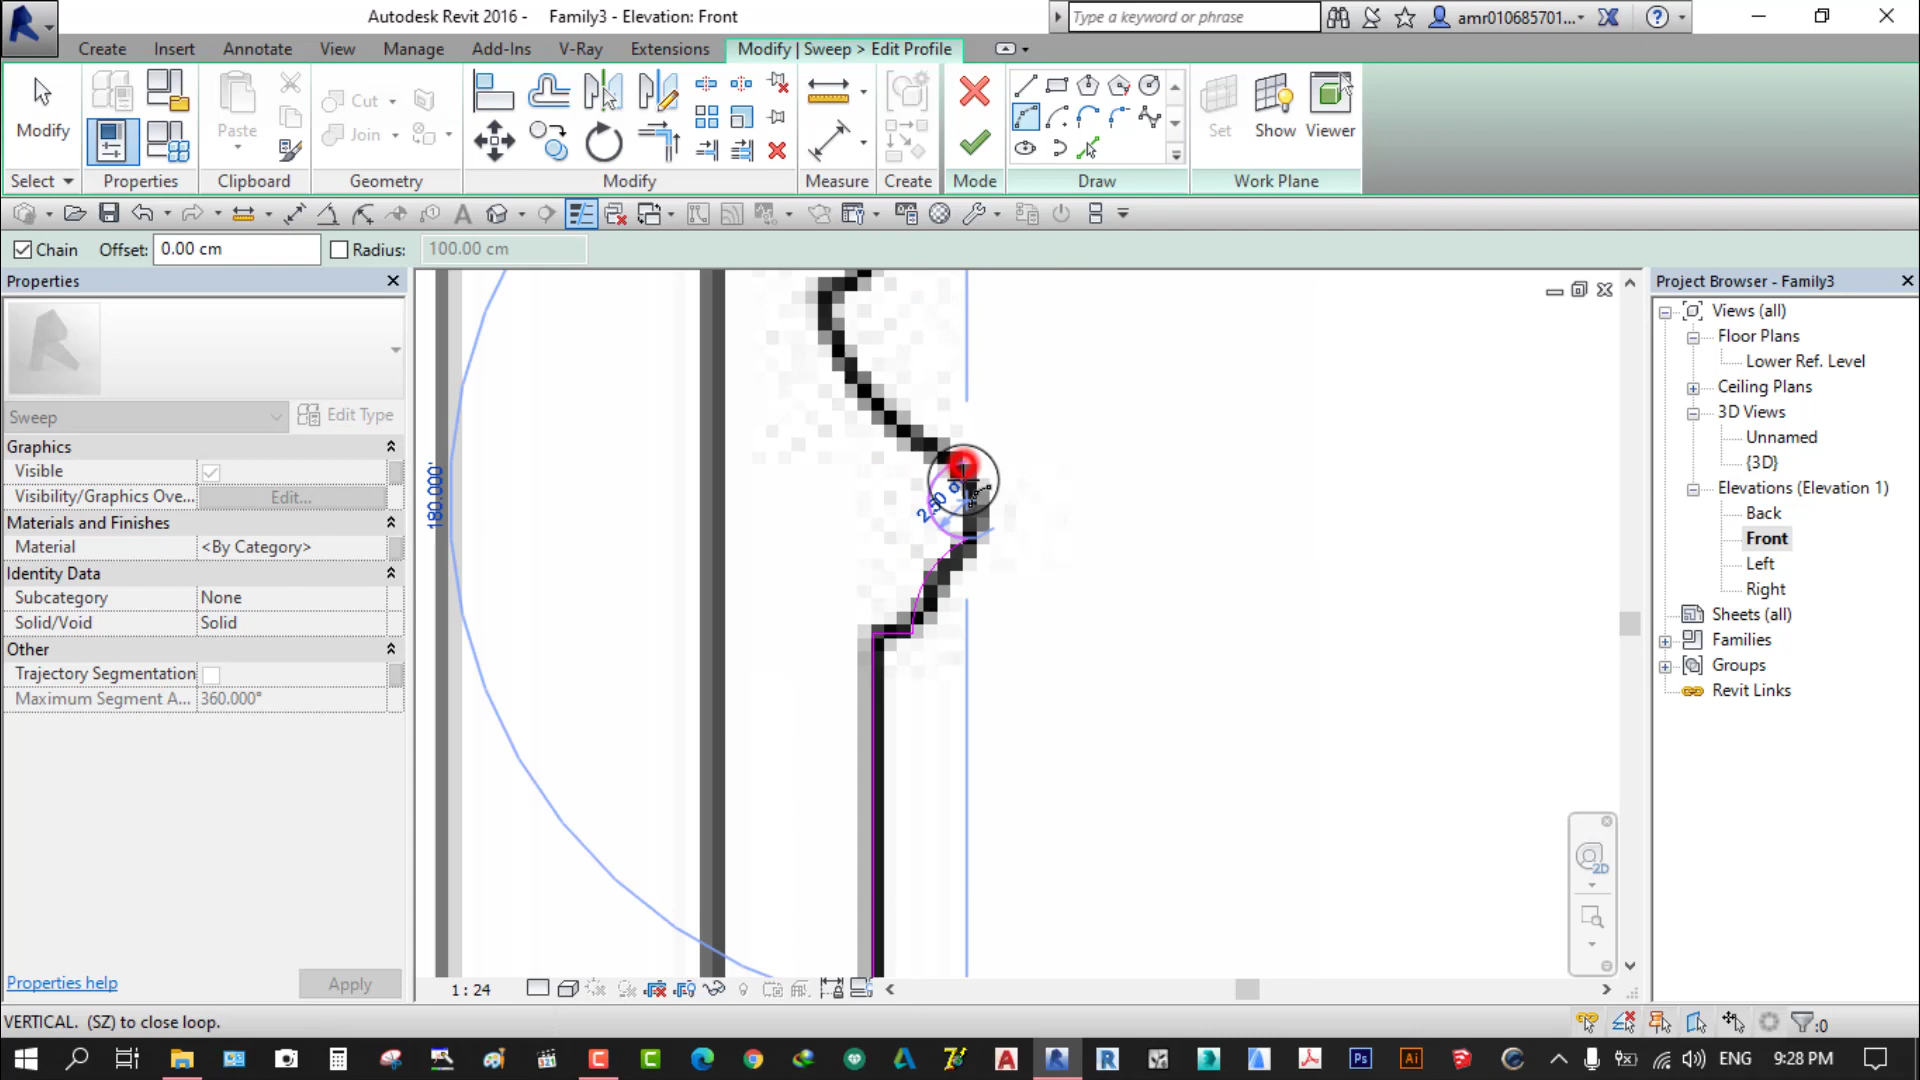 Autodesk Revit 2016 - Family3 - Elevation: Front
Type a keyword or phrase
amr010685701...
Create Insert Annotate View Manage Add-Ins V-Ray Extensions Modify | Sweep > Edit Profile
Modify
Paste
Cut
Join
Set Show Viewer
Select Properties Clipboard Geometry Modify Measure Create Mode Draw Work Plane
Chain Offset: 0.00 cm Radius: 100.00 cm
Properties
Sweep
Edit Type
Graphics
Visible
Visibility/Graphics Ove... Edit...
Materials and Finishes
Material <By Category>
Identity Data
Subcategory None
Solid/Void Solid
Other
Trajectory Segmentation
Maximum Segment A... 360.000°
Properties help Apply
180.000°
1 : 24
2D
Project Browser - Family3
Views (all)
Floor Plans
Lower Ref. Level
Ceiling Plans
3D Views
Unnamed
{3D}
Elevations (Elevation 1)
Back
Front
Left
Right
Sheets (all)
Families
Groups
Revit Links
VERTICAL. (SZ) to close loop.
:0
ENG 9:28 PM